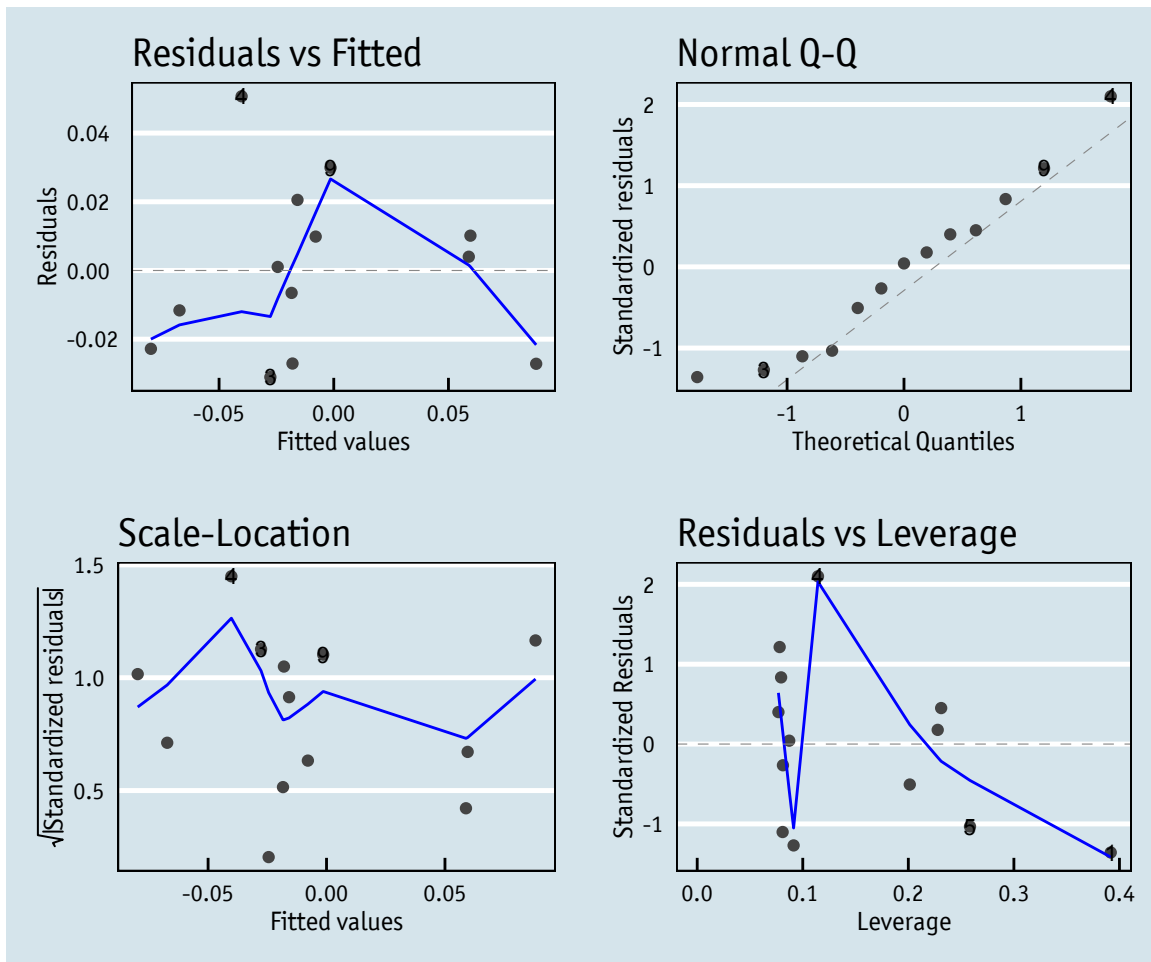 Residuals vs Fitted
Residuals
0.04
0.02
0.00
-0.02
4
9
3
-0.05 0.00 0.05
Fitted values
Normal Q-Q
Standardized residuals
2
1
0
-1
4
9
3
-1 0 1
Theoretical Quantiles
Scale-Location
√|Standardized residuals|
1.5
1.0
0.5
4
3
9
-0.05 0.00 0.05
Fitted values
Residuals vs Leverage
Standardized Residuals
2
1
0
-1
4
5
1
0.0 0.1 0.2 0.3 0.4
Leverage